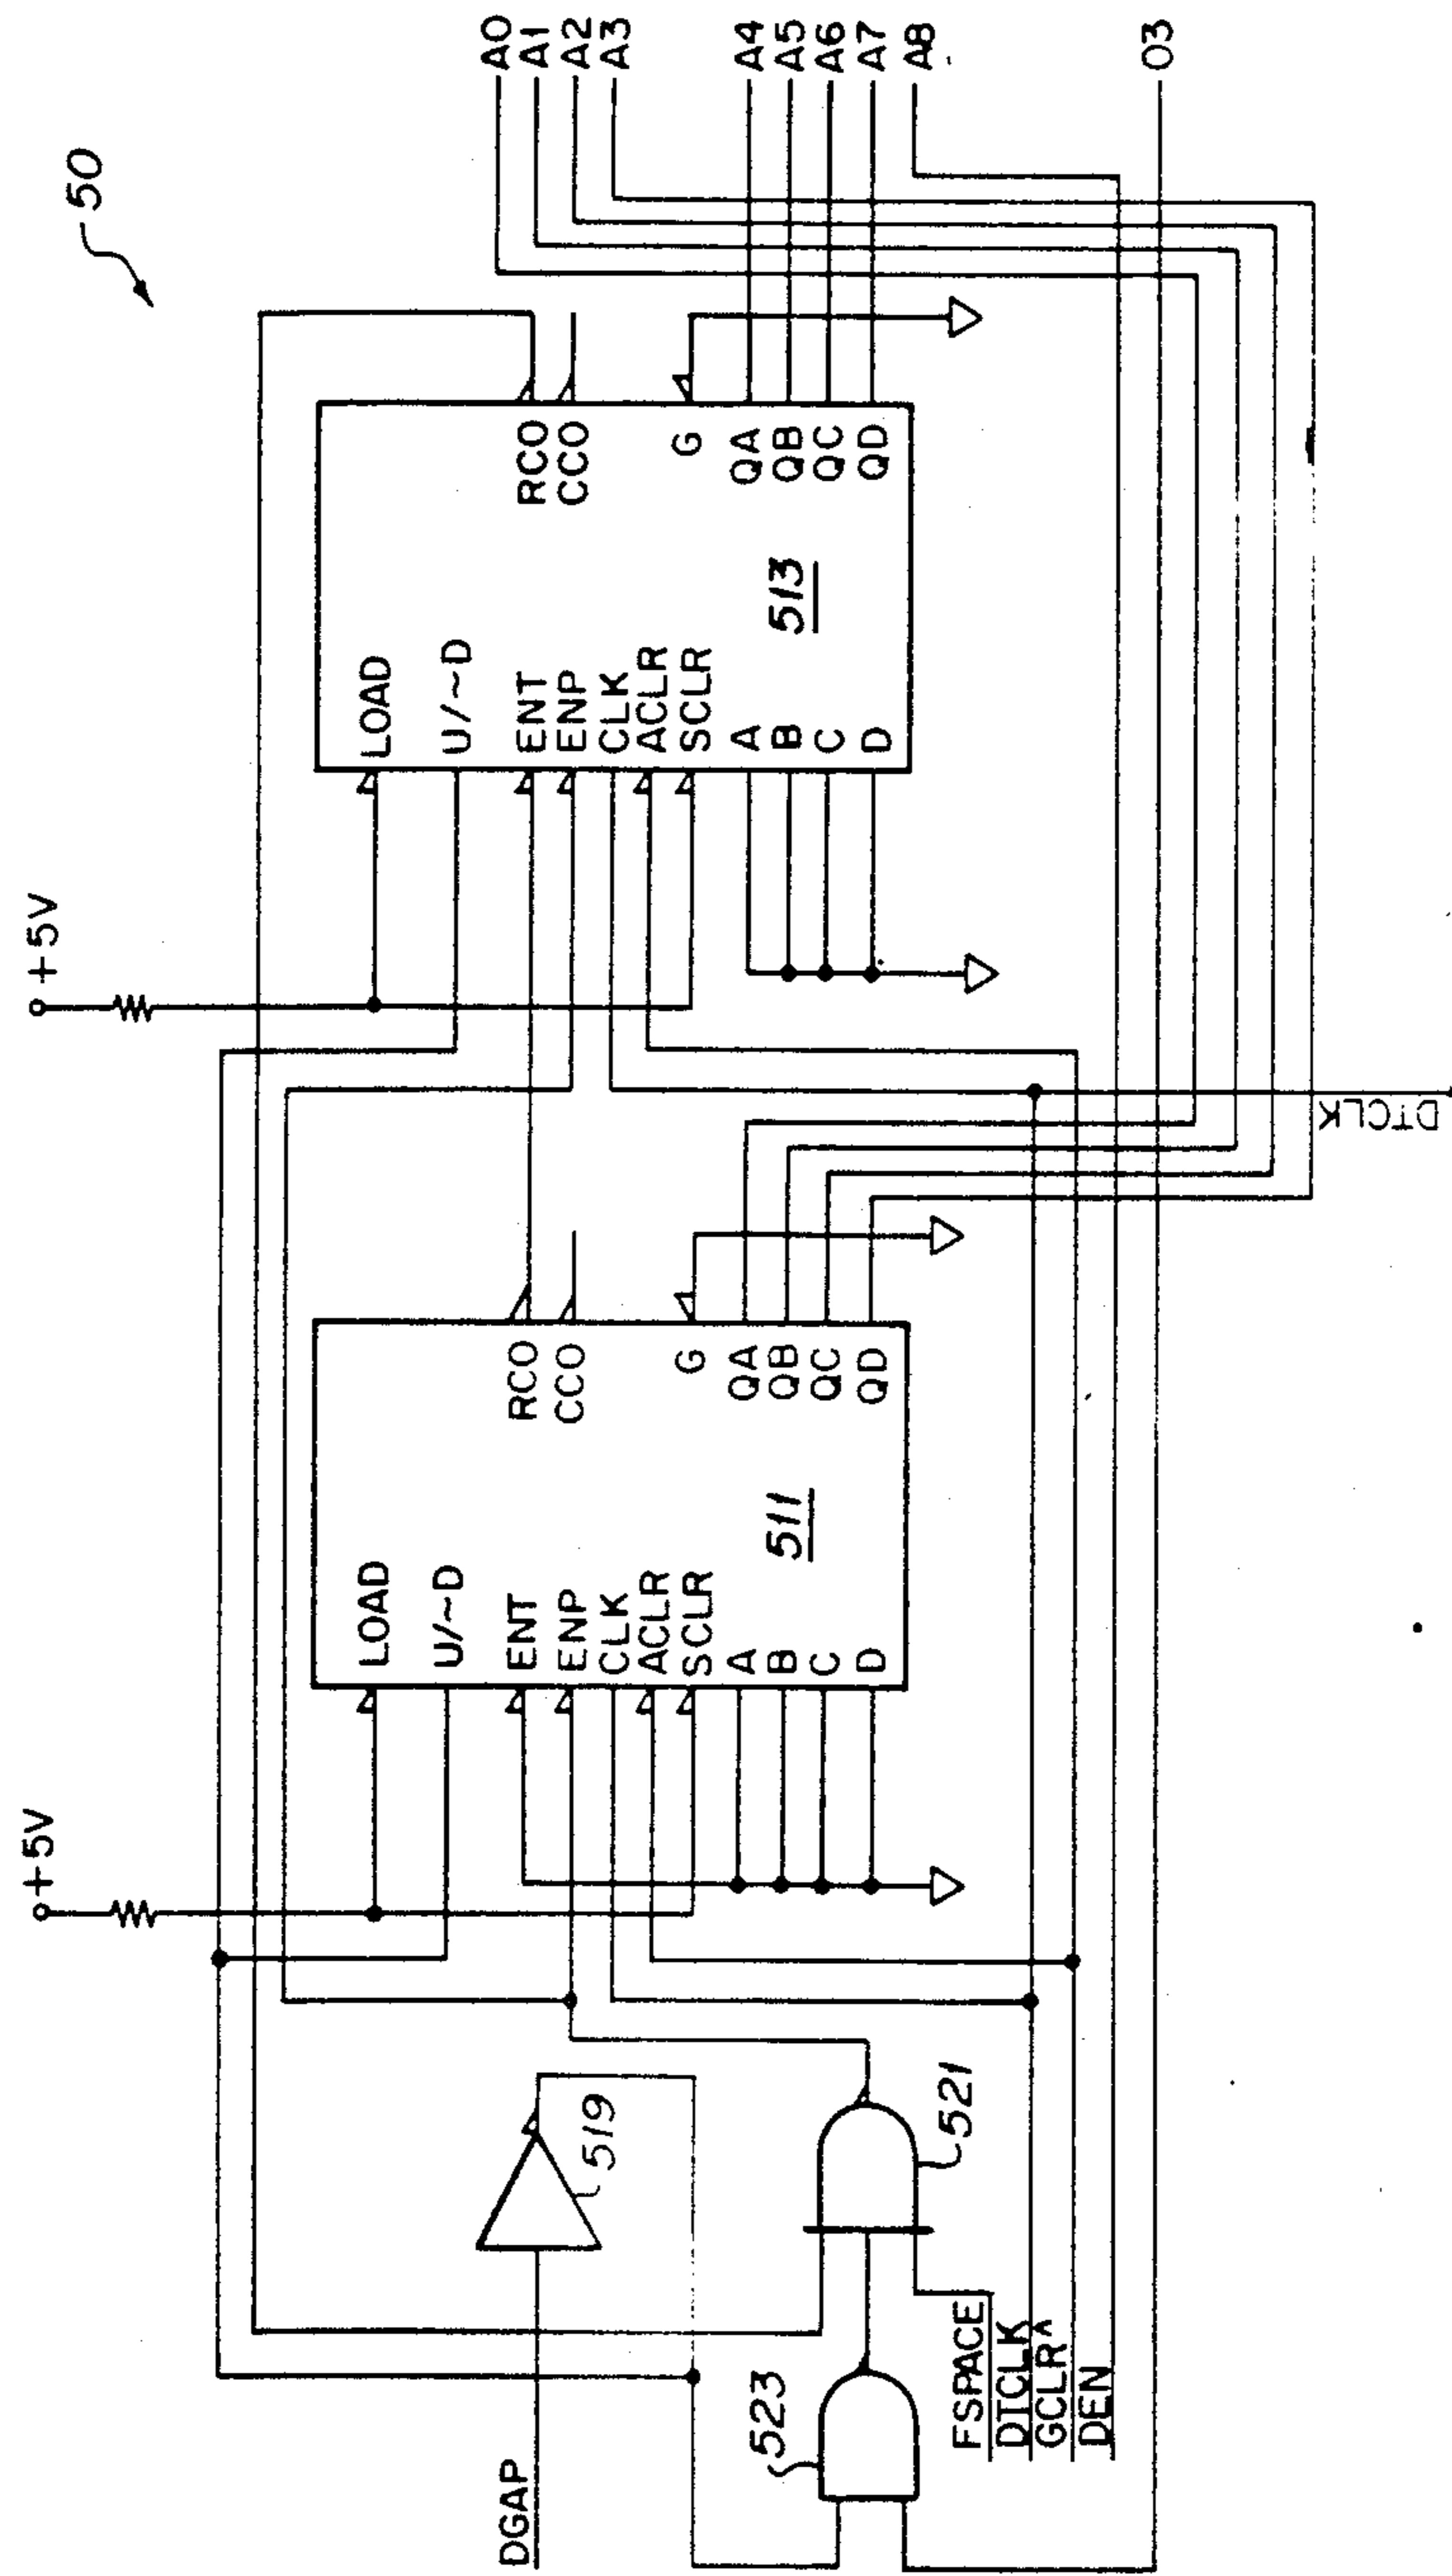 50
+5V
+5V
LOAD
U/~D
ENT
ENP
CLK
ACLR
SCLR
A
B
C
D
RCO
CCO
G
QA
QB
QC
QD
511
LOAD
U/~D
ENT
ENP
CLK
ACLR
SCLR
A
B
C
D
RCO
CCO
G
QA
QB
QC
QD
513
A0
A1
A2
A3
A4
A5
A6
A7
A8
03
DGAP
519
523
521
FSPACE
DTCLK
GCLR^
DEN
DTCLK